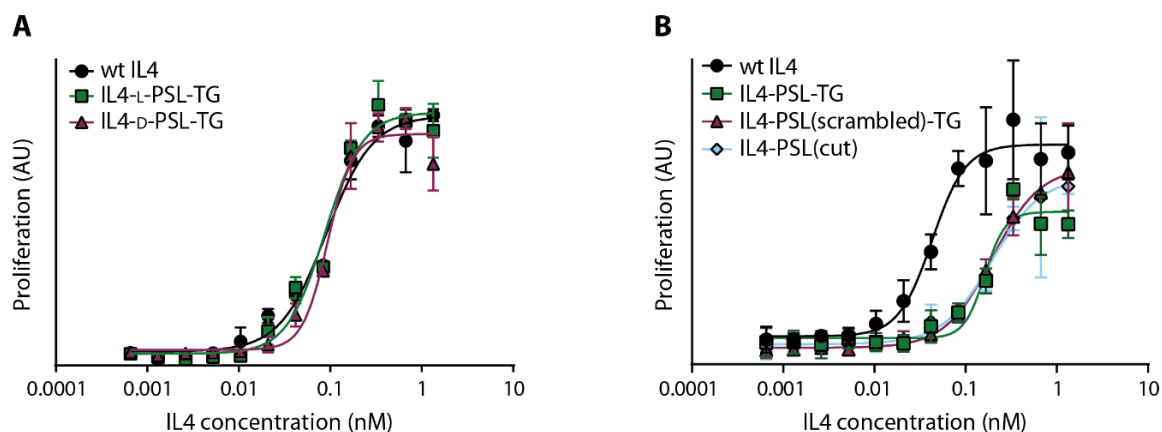 A
wt IL4
IL4-L-PSL-TG
IL4-D-PSL-TG
Proliferation (AU)
0.0001 0.001 0.01 0.1 1 10
IL4 concentration (nM)
B
wt IL4
IL4-PSL-TG
IL4-PSL(scrambled)-TG
IL4-PSL(cut)
Proliferation (AU)
0.0001 0.001 0.01 0.1 1 10
IL4 concentration (nM)